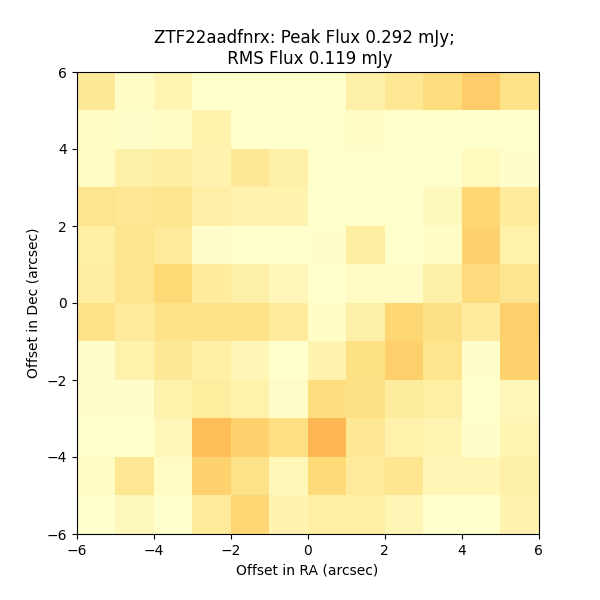 ZTF22aadfnrx: Peak Flux 0.292 mJy;
RMS Flux 0.119 mJy
6
4
2
0
−2
−4
−6
Offset in Dec (arcsec)
−6 −4 −2 0 2 4 6
Offset in RA (arcsec)